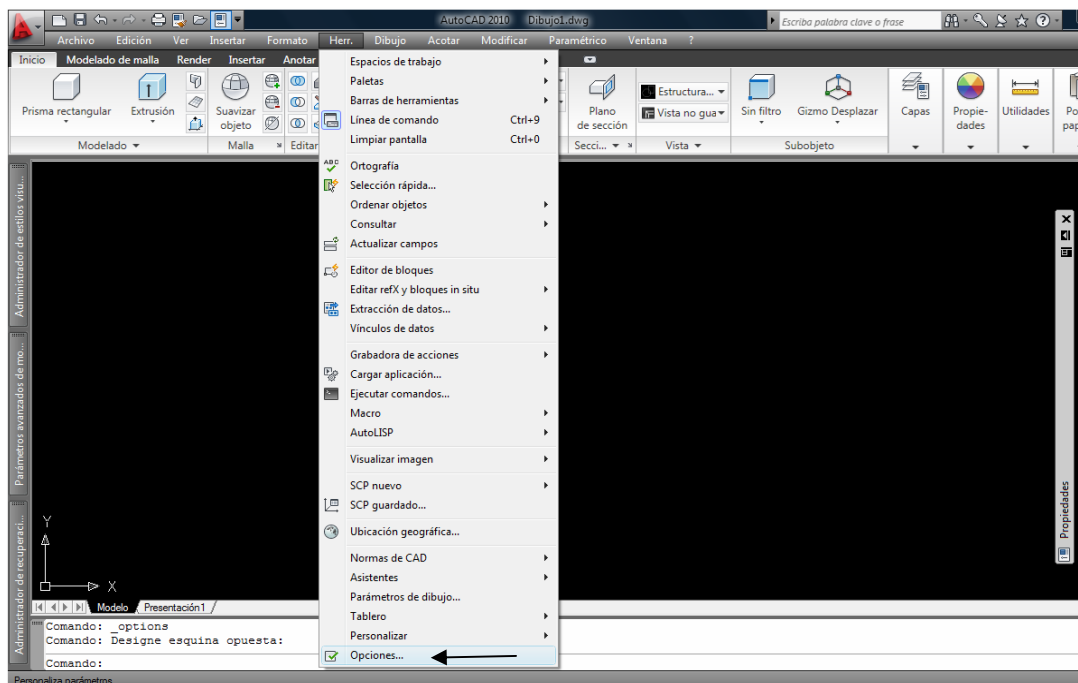 AutoCAD 2010 Dibujo1.dwg
Escriba palabra clave o frase
Archivo Edición Ver Insertar Formato Herr. Dibujo Acotar Modificar Paramétrico Ventana ?
Inicio Modelado de malla Render Insertar Anotar
Prisma rectangular
Extrusión
Suavizar objeto
Modelado
Malla
Editar
Plano de sección
Secci...
Estructura...
Vista no gua
Vista
Sin filtro
Gizmo Desplazar
Subobjeto
Capas
Propie-
dades
Utilidades
Espacios de trabajo
Paletas
Barras de herramientas
Línea de comando Ctrl+9
Limpiar pantalla Ctrl+0
ABC
Ortografía
Selección rápida...
Ordenar objetos
Consultar
Actualizar campos
Editor de bloques
Editar refX y bloques in situ
Extracción de datos...
Vínculos de datos
Grabadora de acciones
Cargar aplicación...
Ejecutar comandos...
Macro
AutoLISP
Visualizar imagen
SCP nuevo
SCP guardado...
Ubicación geográfica...
Normas de CAD
Asistentes
Parámetros de dibujo...
Tablero
Personalizar
Opciones...
Administrador de estilos visu...
Parámetros avanzados de mo...
Administrador de recuperaci...
Propiedades
Y
X
Modelo Presentación1
Comando: _options
Comando: Designe esquina opuesta:
Comando:
Personaliza parámetros